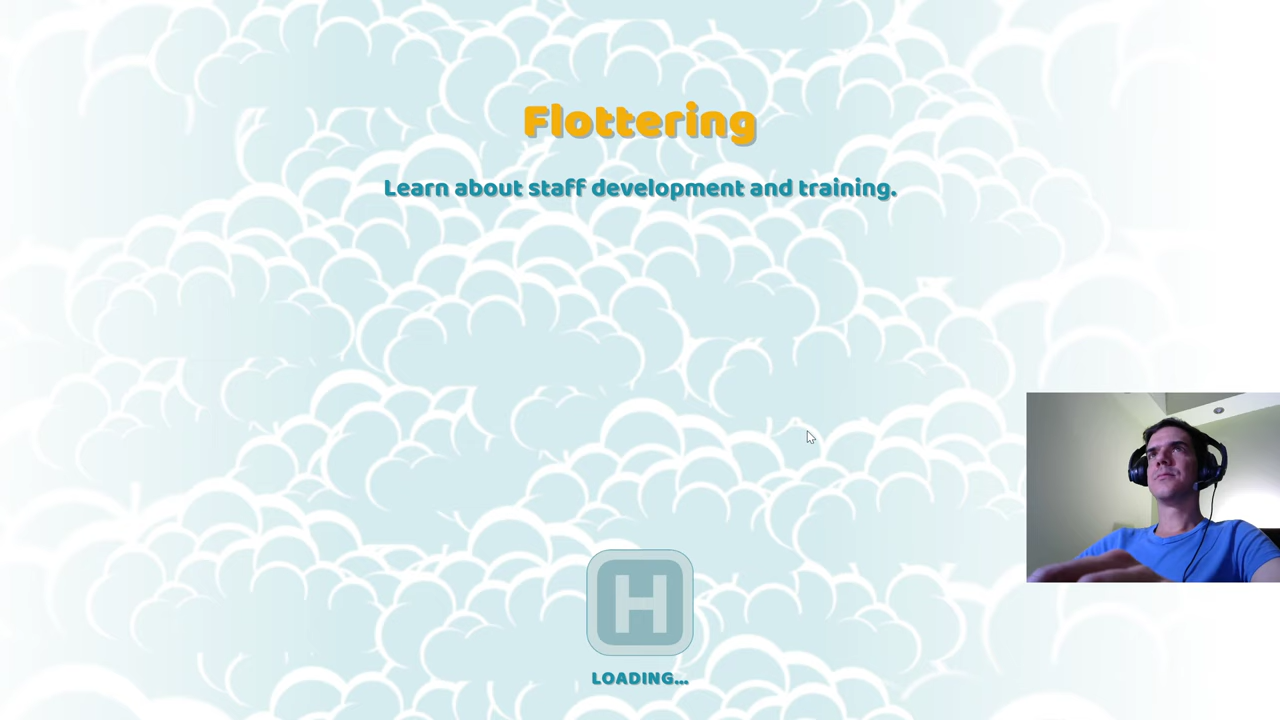 Flottering
Learn about staff development and training.
H
LOADING...